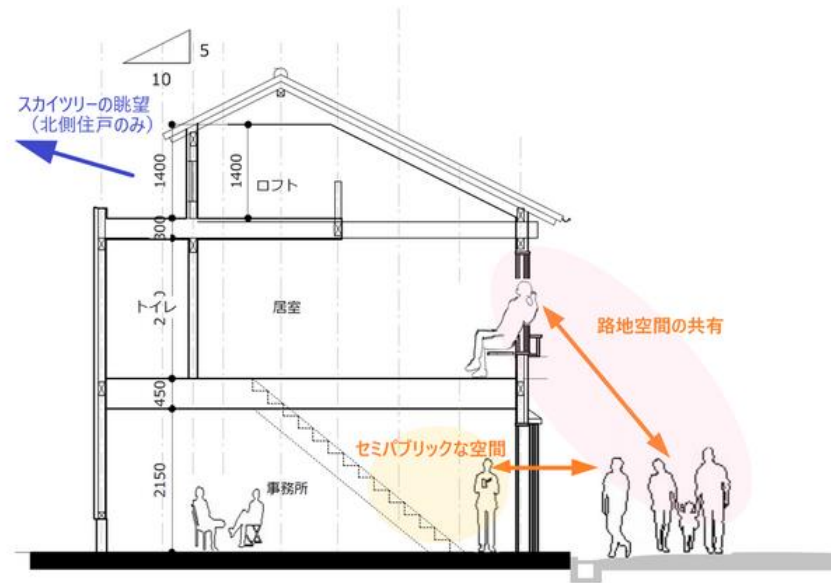 5
10
スカイツリーの眺望
(北側住戸のみ)
1400
1400
ロフト
300
トイレ
居室
路地空間の共有
450
セミパブリックな空間
2150
事務所